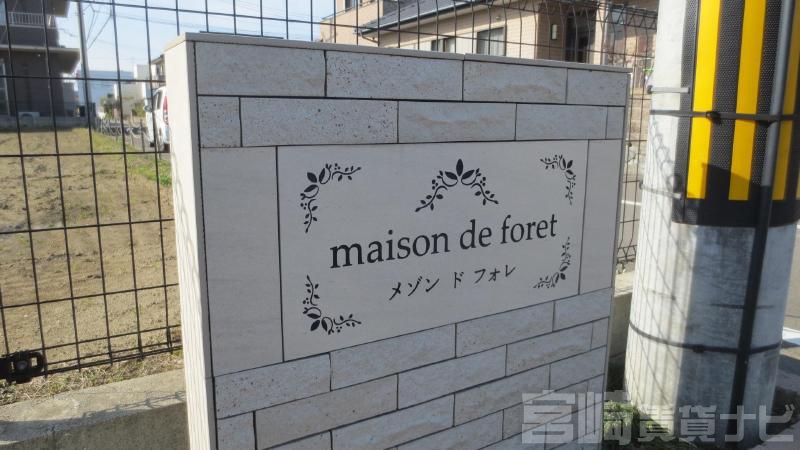 maison de foret
メゾン ド フォレ
宮崎賃貸ナビ